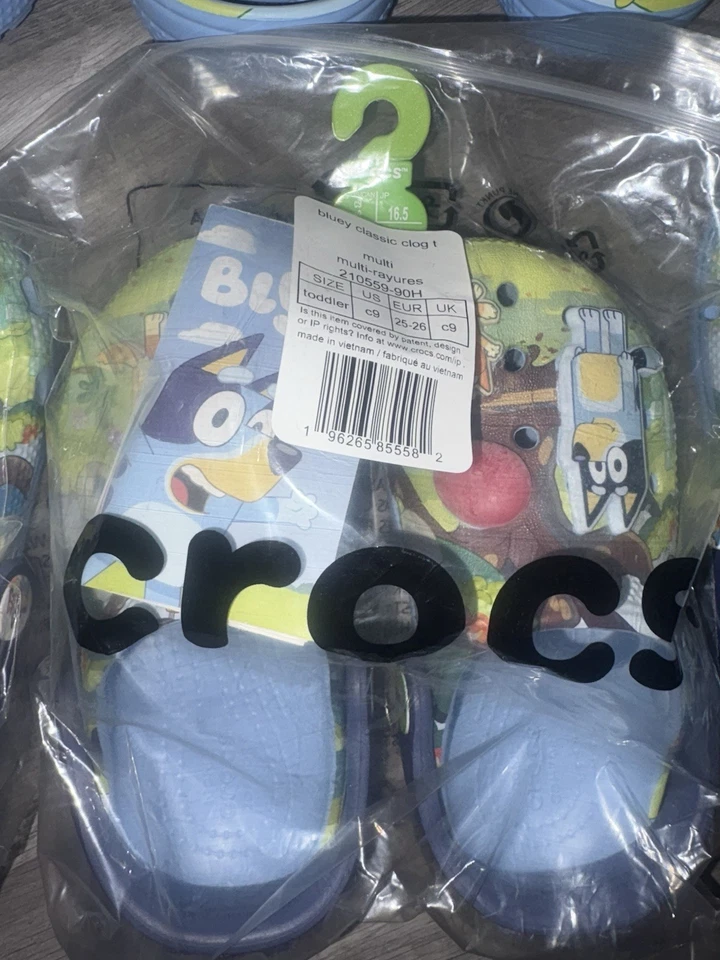 16.5
bluey classic clog t
multi
multi-rayures
210559-90H
SIZE US EUR UK
toddler c9 25-26 c9
Is this item covered by patent, design
or IP rights? Info at www.crocs.com/ip.
made in vietnam / fabriqué au vietnam
1 96265 85558 2
crocs